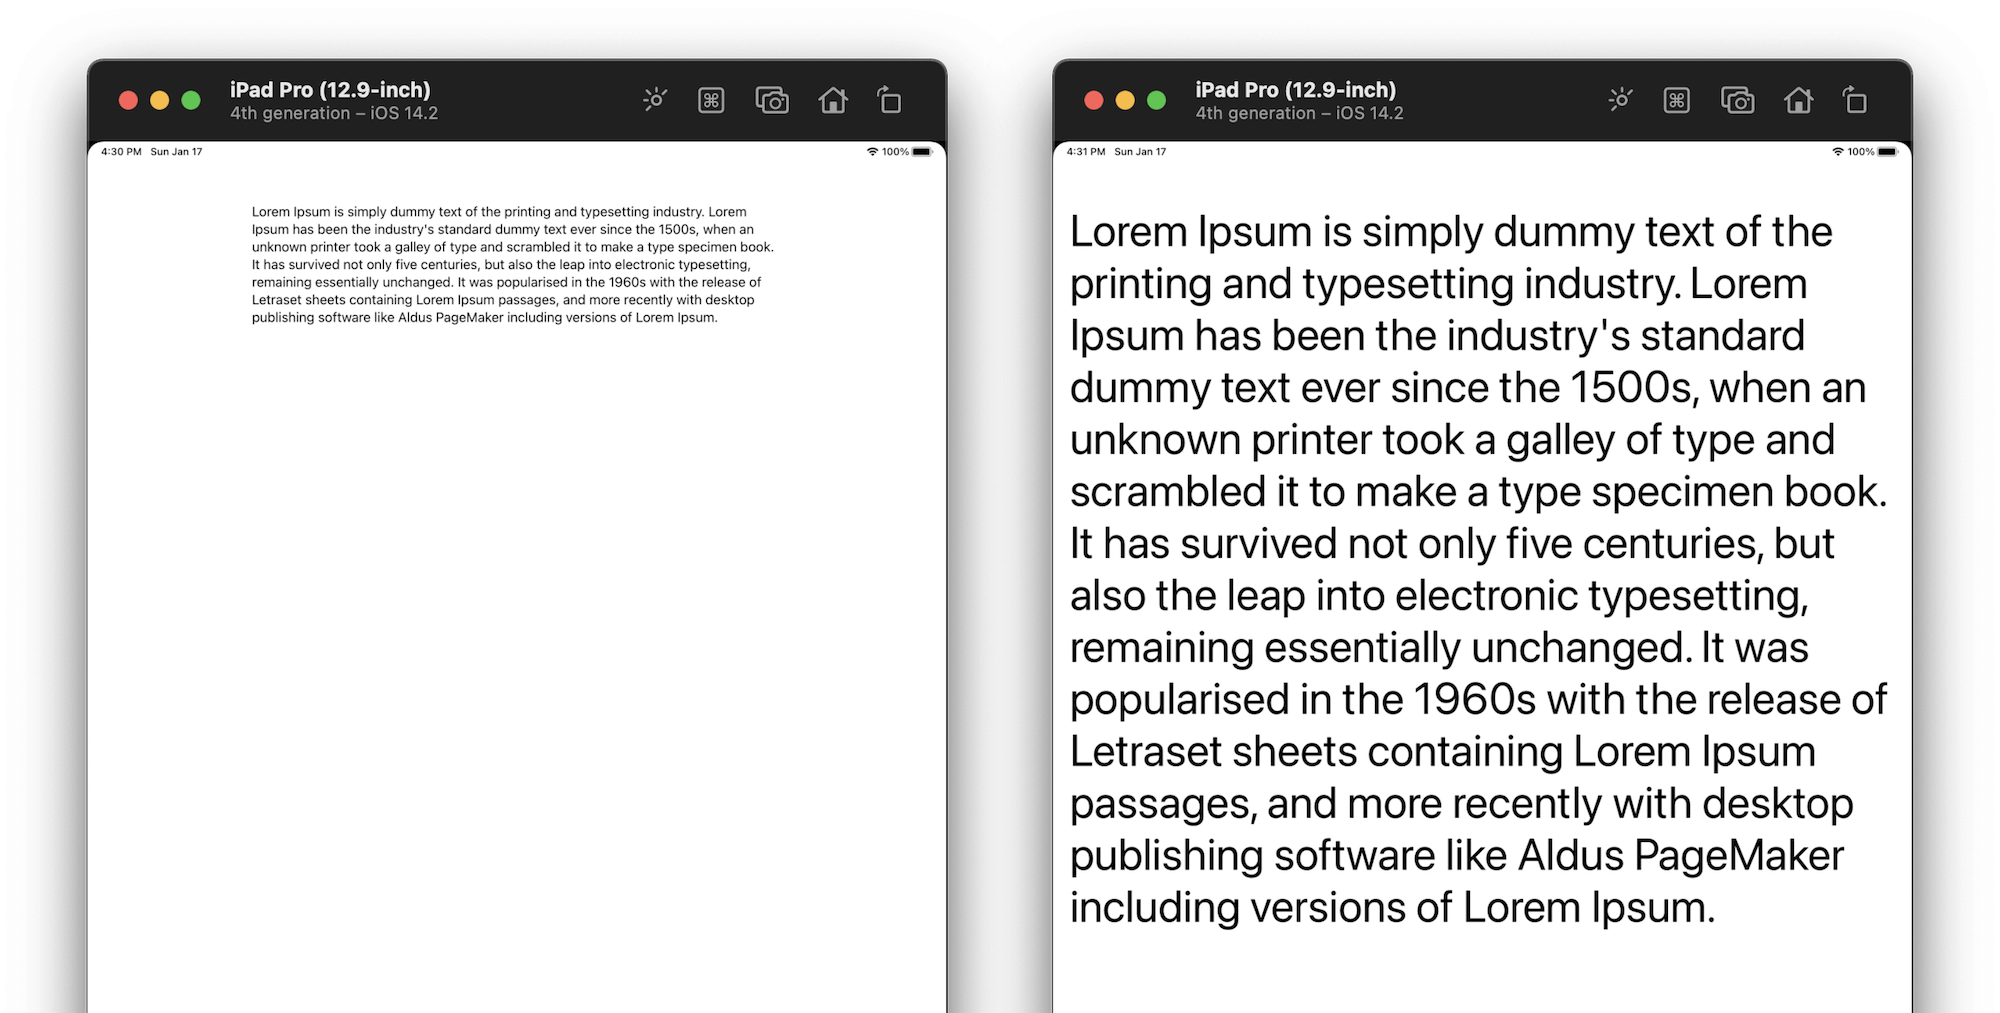 iPad Pro (12.9-inch)
4th generation – iOS 14.2
4:30 PM Sun Jan 17
100%
Lorem Ipsum is simply dummy text of the printing and typesetting industry. Lorem
Ipsum has been the industry's standard dummy text ever since the 1500s, when an
unknown printer took a galley of type and scrambled it to make a type specimen book.
It has survived not only five centuries, but also the leap into electronic typesetting,
remaining essentially unchanged. It was popularised in the 1960s with the release of
Letraset sheets containing Lorem Ipsum passages, and more recently with desktop
publishing software like Aldus PageMaker including versions of Lorem Ipsum.
iPad Pro (12.9-inch)
4th generation – iOS 14.2
4:31 PM Sun Jan 17
100%
Lorem Ipsum is simply dummy text of the
printing and typesetting industry. Lorem
Ipsum has been the industry's standard
dummy text ever since the 1500s, when an
unknown printer took a galley of type and
scrambled it to make a type specimen book.
It has survived not only five centuries, but
also the leap into electronic typesetting,
remaining essentially unchanged. It was
popularised in the 1960s with the release of
Letraset sheets containing Lorem Ipsum
passages, and more recently with desktop
publishing software like Aldus PageMaker
including versions of Lorem Ipsum.